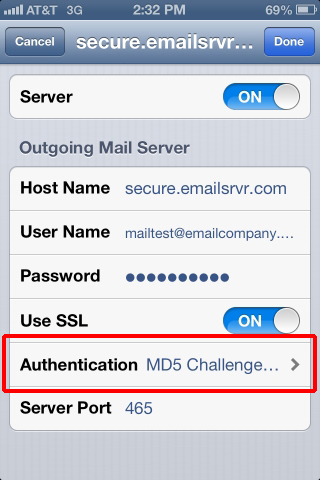 AT&T 3G 2:32 PM 69%
Cancel secure.emailsrvr... Done
Server ON
Outgoing Mail Server
Host Name secure.emailsrvr.com
User Name mailtest@emailcompany....
Password ●●●●●●●●●●
Use SSL ON
Authentication MD5 Challenge...
Server Port 465